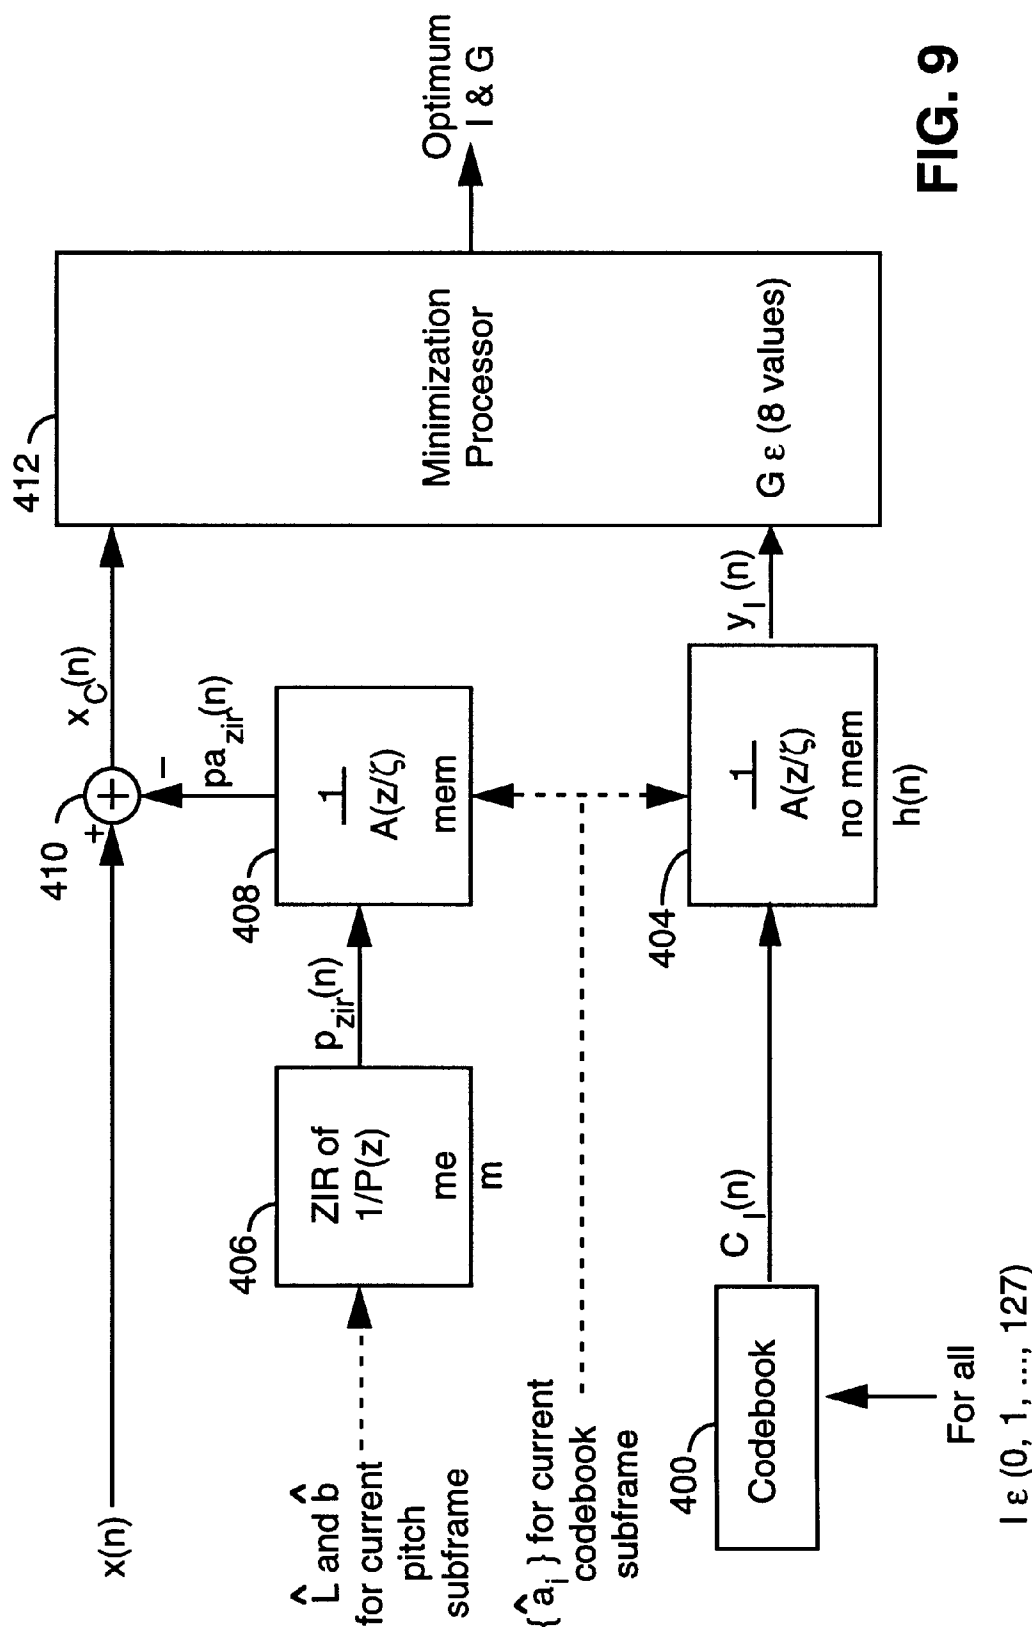 412
x(n)
+
410
+
−
x_C(n)
pa_zir(n)
L̂ and b̂
for current
pitch
subframe
406
ZIR of
1/P(z)
me
m
p_zir(n)
408
1
A(z/ζ)
mem
Minimization
Processor
G ε (8 values)
Optimum
I & G
{â_i} for current
codebook
subframe
400
Codebook
For all
I ε (0, 1, ..., 127)
C_I(n)
404
1
A(z/ζ)
no mem
h(n)
y_I(n)
FIG. 9